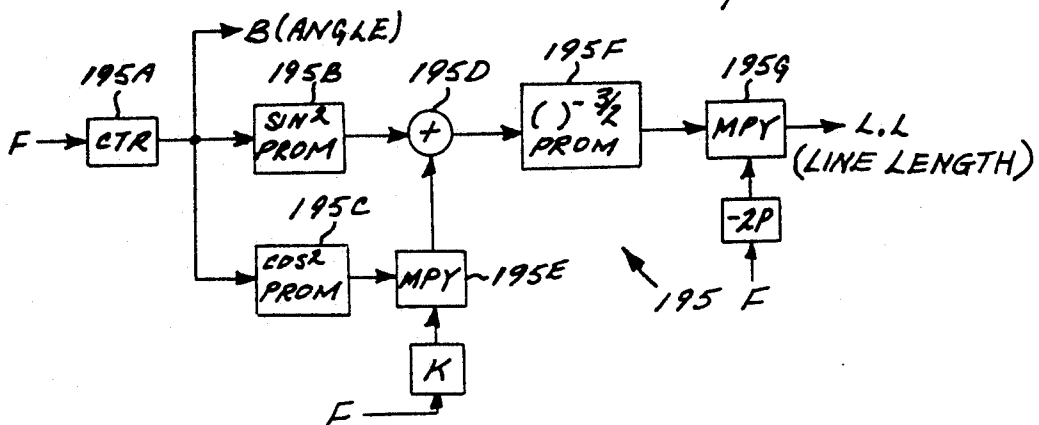 B (ANGLE)
195A
195B
195D
195F
195G
F
CTR
SIN²
PROM
+
( )⁻ 3/2
PROM
MPY
L.L
(LINE LENGTH)
195C
-2P
COS²
PROM
MPY
195E
195
F
K
F